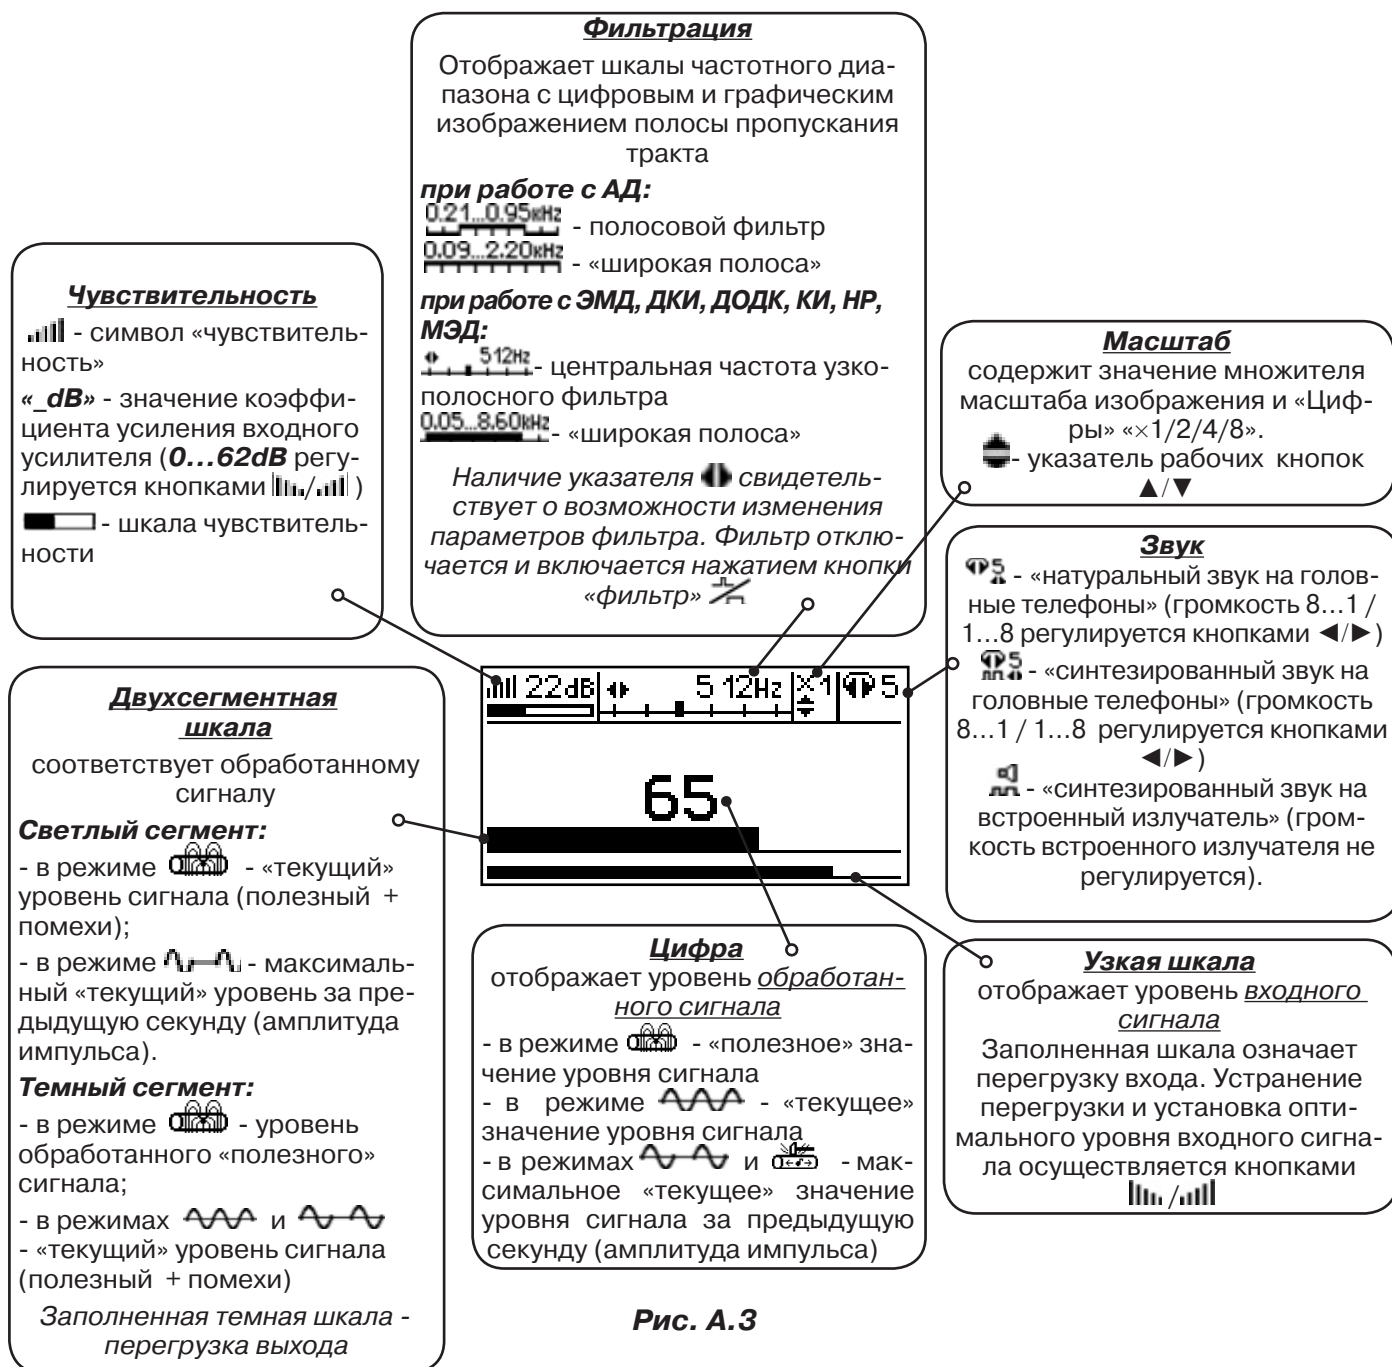 Фильтрация
Отображает шкалы частотного диа-
пазона с цифровым и графическим
изображением полосы пропускания
тракта
при работе с АД:
0.21...0.95кHz - полосовой фильтр
0.09...2.20кHz - «широкая полоса»
при работе с ЭМД, ДКИ, ДОДК, КИ, НР,
МЭД:
512Hz - центральная частота узко-
полосного фильтра
0.05...8.60кHz - «широкая полоса»
Наличие указателя свидетель-
ствует о возможности изменения
параметров фильтра. Фильтр отклю-
чается и включается нажатием кнопки
«фильтр»
Чувствительность
- символ «чувствитель-
ность»
«_dB» - значение коэффи-
циента усиления входного
усилителя (0...62dB регу-
лируется кнопками / )
- шкала чувствитель-
ности
Масштаб
содержит значение множителя
масштаба изображения и «Циф-
ры» «×1/2/4/8».
- указатель рабочих кнопок
▲/▼
Звук
5 - «натуральный звук на голов-
ные телефоны» (громкость 8...1 /
1...8 регулируется кнопками ◄/►)
5 - «синтезированный звук на
головные телефоны» (громкость
8...1 / 1...8 регулируется кнопками
◄/►)
- «синтезированный звук на
встроенный излучатель» (гром-
кость встроенного излучателя не
регулируется).
Двухсегментная
шкала
соответствует обработанному
сигналу
Светлый сегмент:
- в режиме - «текущий»
уровень сигнала (полезный +
помехи);
- в режиме - максималь-
ный «текущий» уровень за пре-
дыдущую секунду (амплитуда
импульса).
Темный сегмент:
- в режиме - уровень
обработанного «полезного»
сигнала;
- в режимах и
- «текущий» уровень сигнала
(полезный + помехи)
Заполненная темная шкала -
перегрузка выхода
22dB 512Hz ×1 5
65
Цифра
отображает уровень обработан-
ного сигнала
- в режиме - «полезное» зна-
чение уровня сигнала
- в режиме - «текущее»
значение уровня сигнала
- в режимах и - мак-
симальное «текущее» значение
уровня сигнала за предыдущую
секунду (амплитуда импульса)
Узкая шкала
отображает уровень входного
сигнала
Заполненная шкала означает
перегрузку входа. Устранение
перегрузки и установка опти-
мального уровня входного сигна-
ла осуществляется кнопками
/
Рис. А.3